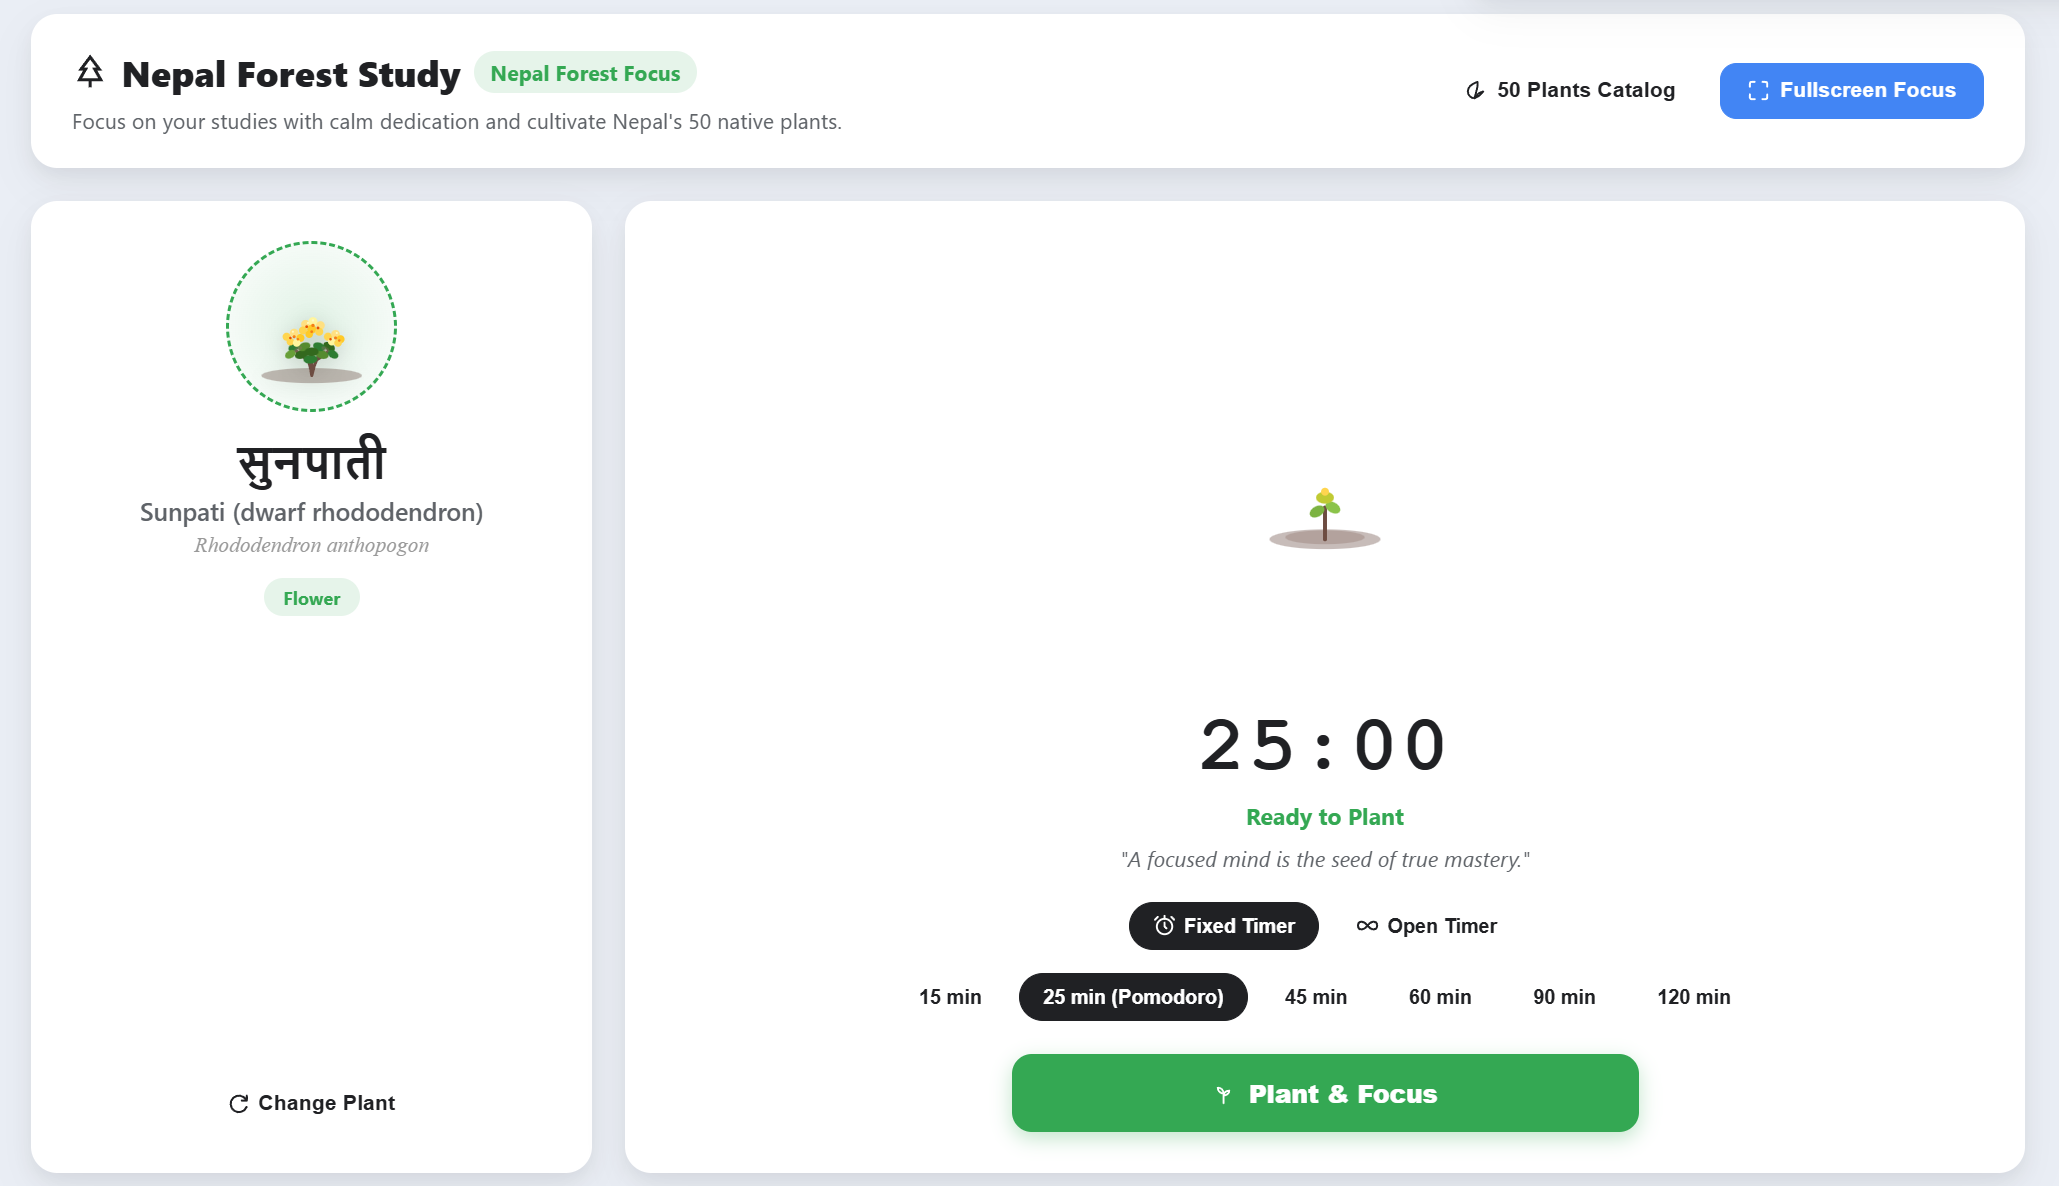 Nepal Forest Study
Nepal Forest Focus
Focus on your studies with calm dedication and cultivate Nepal's 50 native plants.
50 Plants Catalog
Fullscreen Focus
सुनपाती
Sunpati (dwarf rhododendron)
Rhododendron anthopogon
Flower
Change Plant
25:00
Ready to Plant
"A focused mind is the seed of true mastery."
Fixed Timer
Open Timer
15 min
25 min (Pomodoro)
45 min
60 min
90 min
120 min
Plant & Focus